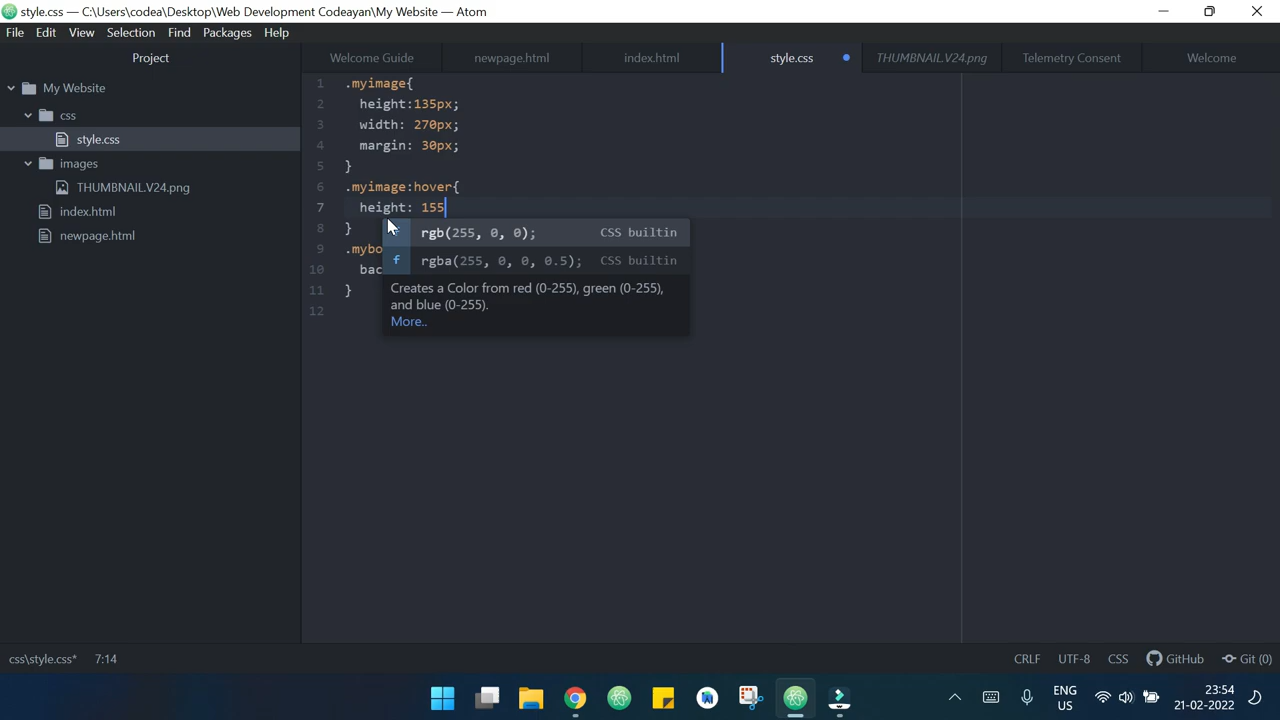 style.css — C:\Users\codea\Desktop\Web Development Codeayan\My Website — Atom
File Edit View Selection Find Packages Help
Project
Welcome Guide newpage.html index.html style.css THUMBNAIL.V24.png Telemetry Consent Welcome
My Website
css
style.css
images
THUMBNAIL.V24.png
index.html
newpage.html
1 .myimage{
2 height:135px;
3 width: 270px;
4 margin: 30px;
5 }
6 .myimage:hover{
7 height: 155
8 }
9 .mybo
10 bac
11 }
12
rgb(255, 0, 0); CSS builtin
f rgba(255, 0, 0, 0.5); CSS builtin
Creates a Color from red (0-255), green (0-255),
and blue (0-255).
More..
css\style.css* 7:14 CRLF UTF-8 CSS GitHub Git (0)
ENG
US
23:54
21-02-2022